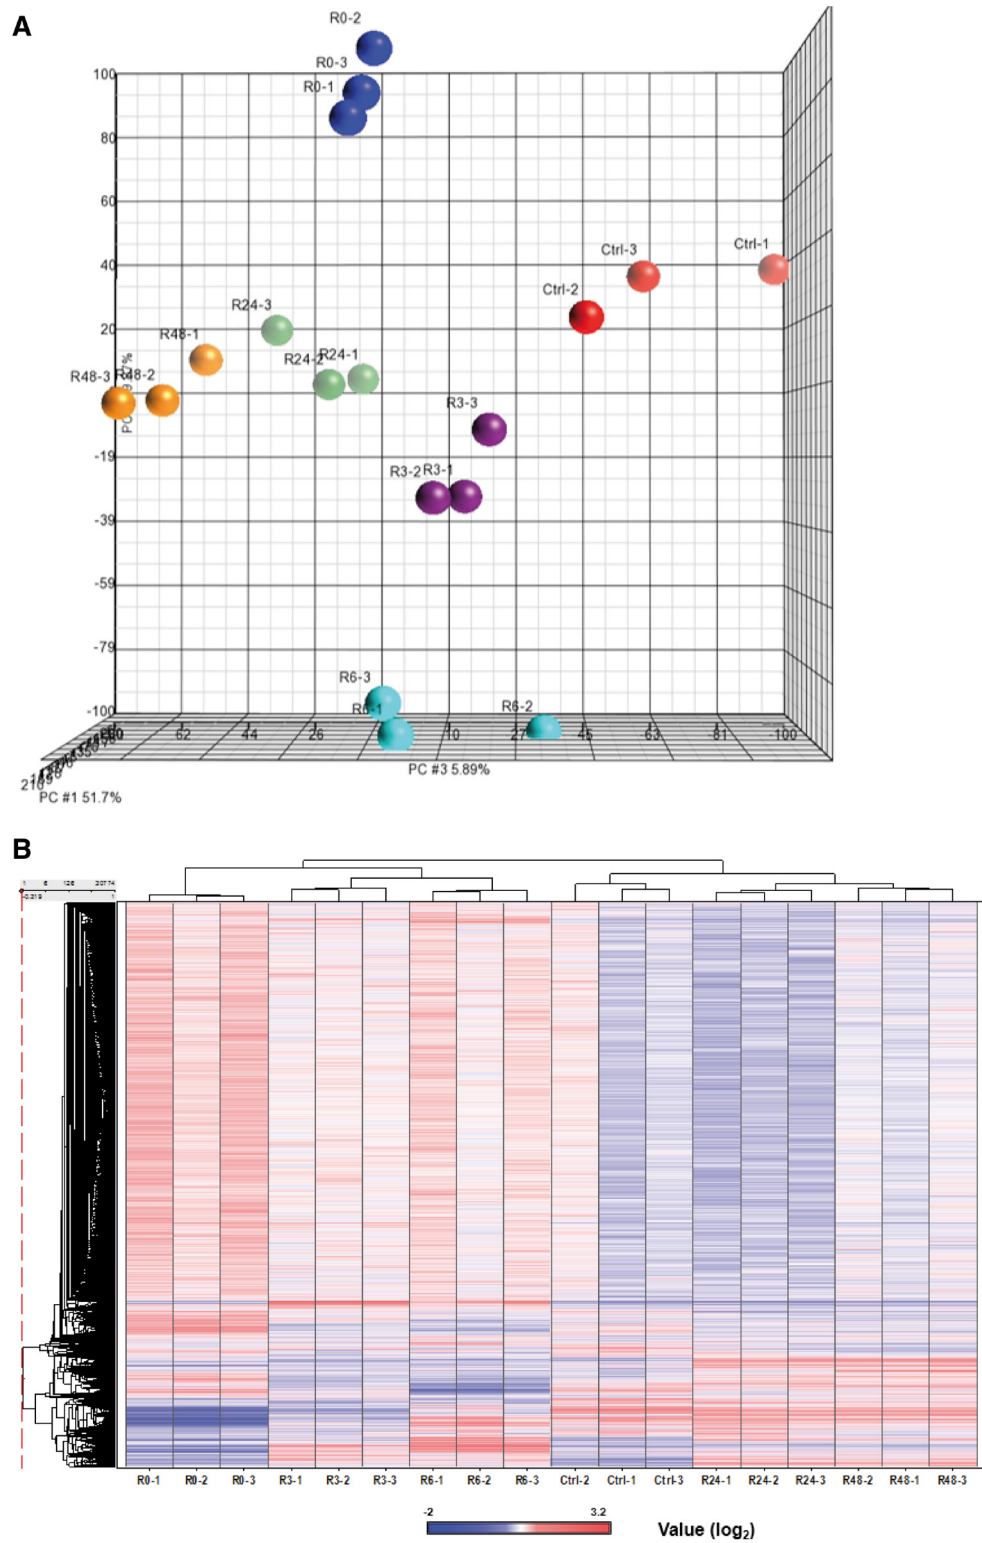 A
R0-2
R0-3
R0-1
100
80
60
40
20
-19
-39
-59
-79
-100
Ctrl-3
Ctrl-1
Ctrl-2
R24-3
R48-1
R24-2
R24-1
R48-3
R48-2
R3-3
R3-2
R3-1
R6-3
R6-1
R6-2
62 44 26 10 27 45 63 81 -100
PC #3 5.89%
PC #1 51.7%
B
R0-1 R0-2 R0-3 R3-1 R3-2 R3-3 R6-1 R6-2 R6-3 Ctrl-2 Ctrl-1 Ctrl-3 R24-1 R24-2 R24-3 R48-2 R48-1 R48-3
-2 3.2
Value (log2)